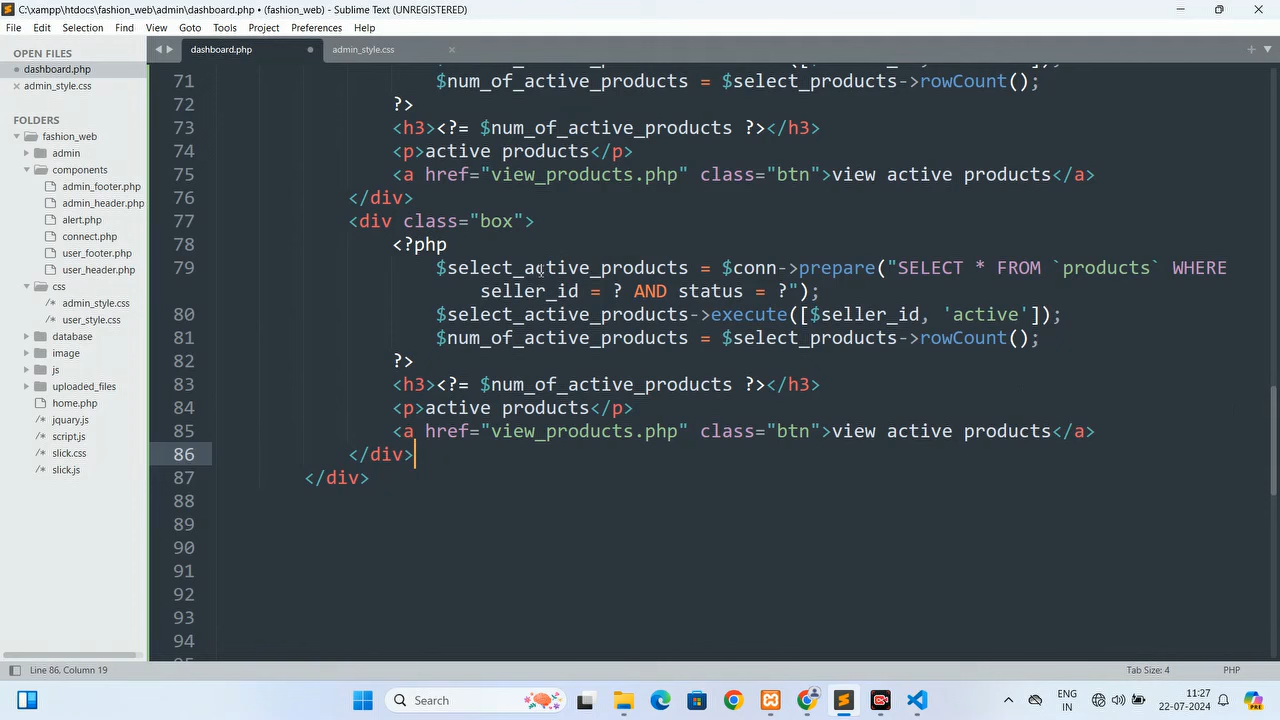 C:\xampp\htdocs\fashion_web\admin\dashboard.php • (fashion_web) - Sublime Text (UNREGISTERED)
File Edit Selection Find View Goto Tools Project Preferences Help
OPEN FILES
dashboard.php
admin_style.css
FOLDERS
fashion_web
admin
components
admin_footer.php
admin_header.php
alert.php
connect.php
user_footer.php
user_header.php
css
admin_style.css
user_style.css
database
image
js
uploaded_files
home.php
jquary.js
script.js
slick.css
slick.js
dashboard.php admin_style.css
71 $num_of_active_products = $select_products->rowCount();
72 ?>
73 <h3><?= $num_of_active_products ?></h3>
74 <p>active products</p>
75 <a href="view_products.php" class="btn">view active products</a>
76 </div>
77 <div class="box">
78 <?php
79 $select_active_products = $conn->prepare("SELECT * FROM `products` WHERE
seller_id = ? AND status = ?");
80 $select_active_products->execute([$seller_id, 'active']);
81 $num_of_active_products = $select_products->rowCount();
82 ?>
83 <h3><?= $num_of_active_products ?></h3>
84 <p>active products</p>
85 <a href="view_products.php" class="btn">view active products</a>
86 </div>
87 </div>
88
89
90
91
92
93
94
Line 86, Column 19 Tab Size: 4 PHP
Search
ENG
IN
11:27
22-07-2024